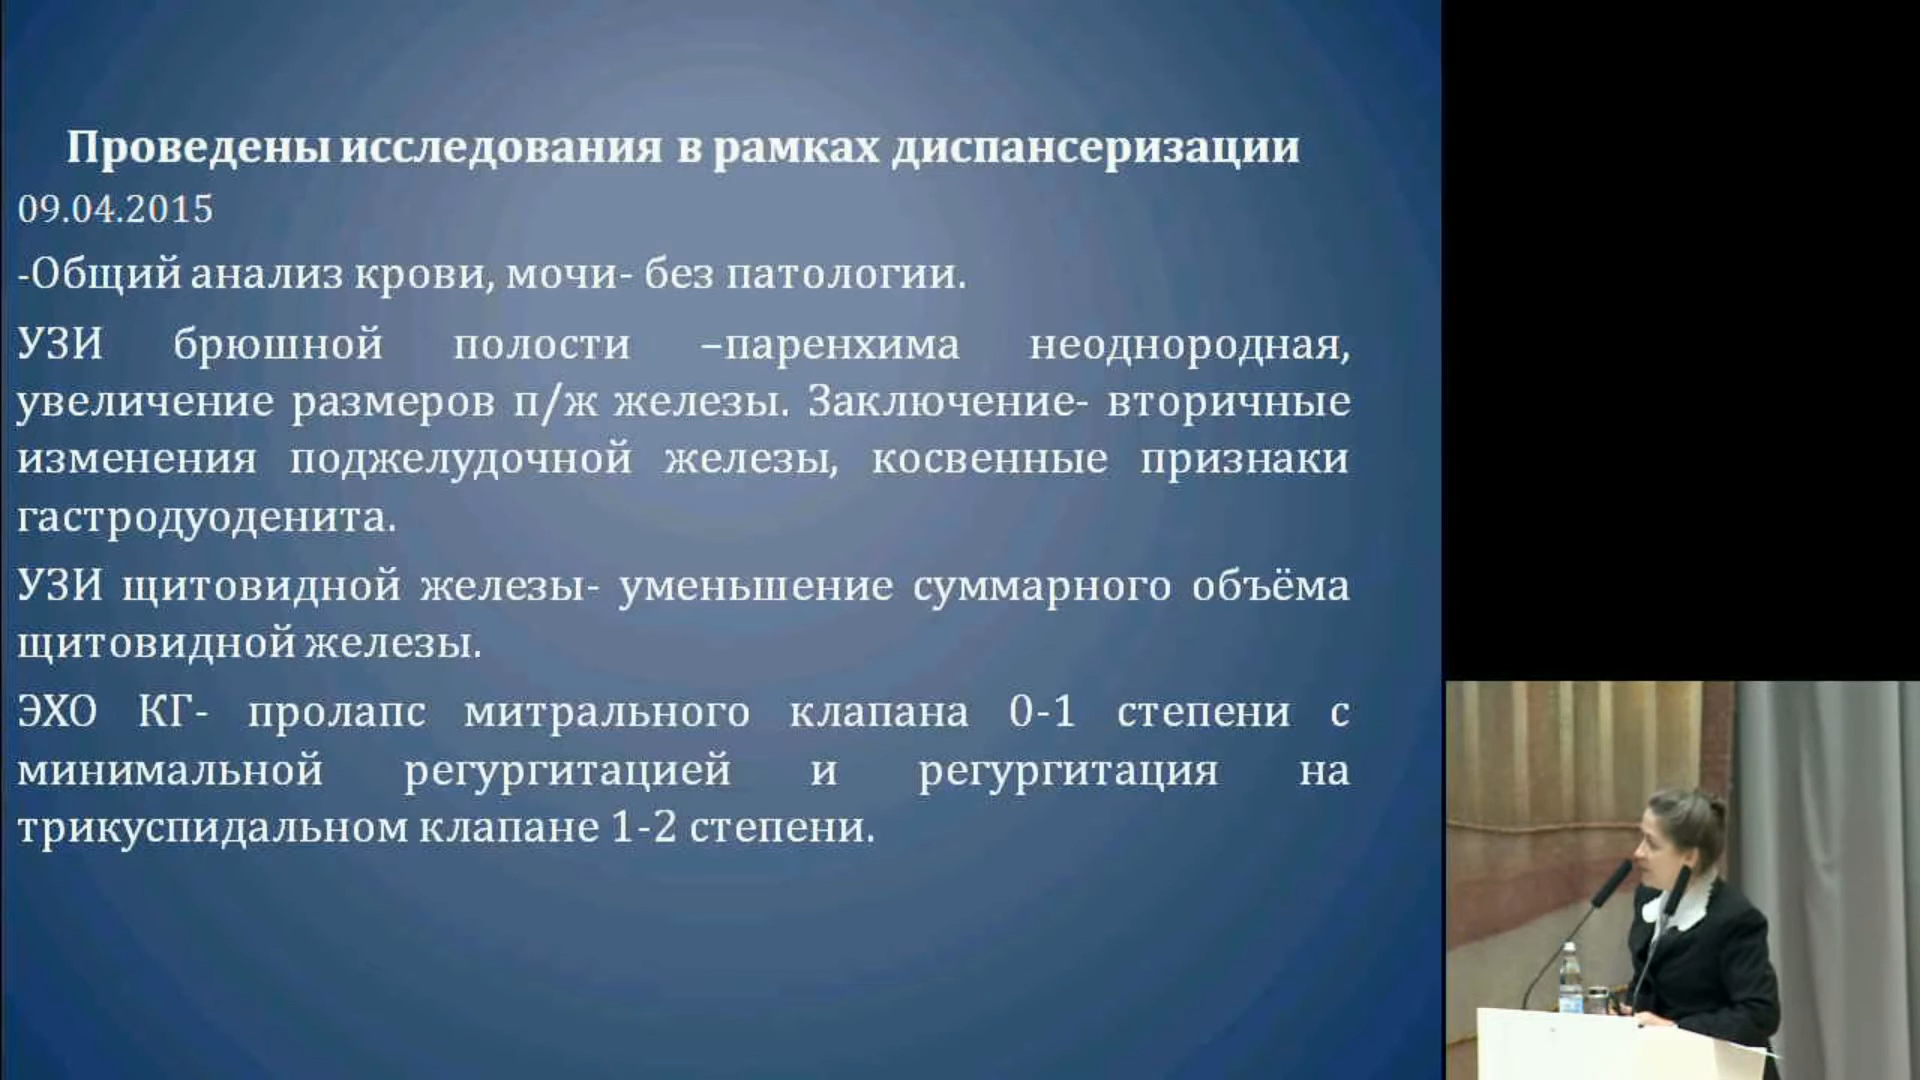 Проведены исследования в рамках диспансеризации
09.04.2015
-Общий анализ крови, мочи- без патологии.
УЗИ брюшной полости –паренхима неоднородная,
увеличение размеров п/ж железы. Заключение- вторичные
изменения поджелудочной железы, косвенные признаки
гастродуоденита.
УЗИ щитовидной железы- уменьшение суммарного объёма
щитовидной железы.
ЭХО КГ- пролапс митрального клапана 0-1 степени с
минимальной регургитацией и регургитация на
трикуспидальном клапане 1-2 степени.